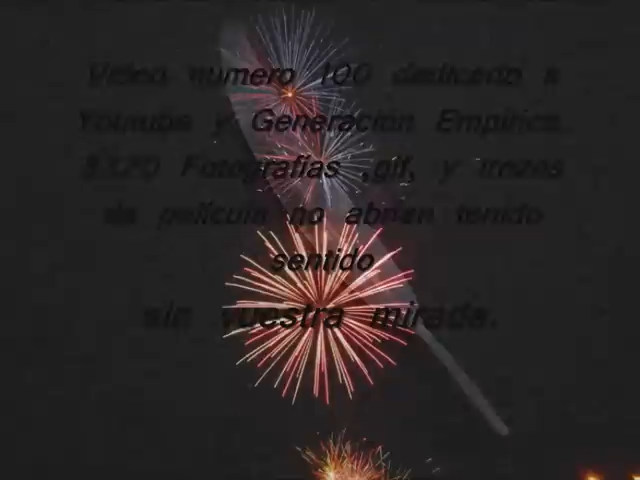 Video numero 100 dedicado a
Youtube y Generación Empírica.
Fotografías ,gif, y trozos
de película no abrían tenido
sentido
sin vuestra mirada.